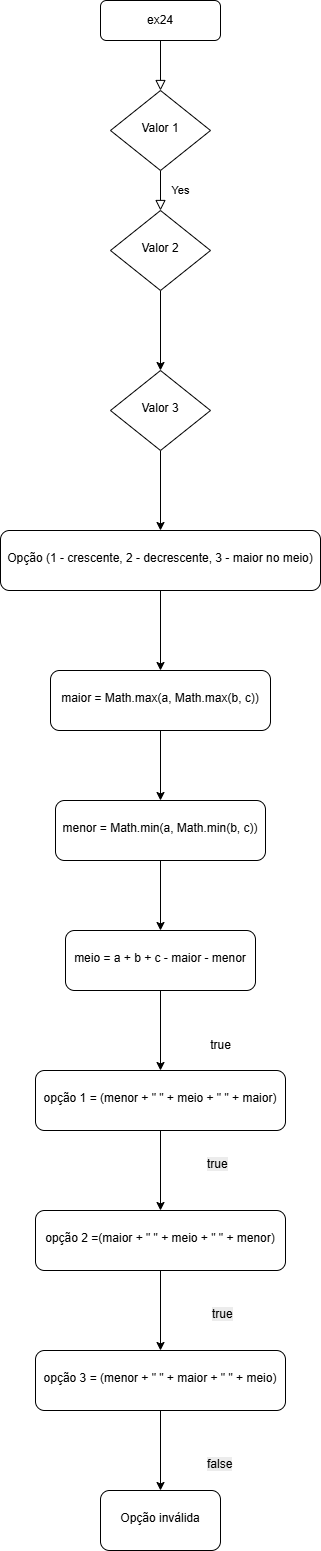 ex24
Valor 1
Yes
Valor 2
Valor 3
Opção (1 - crescente, 2 - decrescente, 3 - maior no meio)
maior = Math.max(a, Math.max(b, c))
menor = Math.min(a, Math.min(b, c))
meio = a + b + c - maior - menor
true
opção 1 = (menor + " " + meio + " " + maior)
true
opção 2 =(maior + " " + meio + " " + menor)
true
opção 3 = (menor + " " + maior + " " + meio)
false
Opção inválida